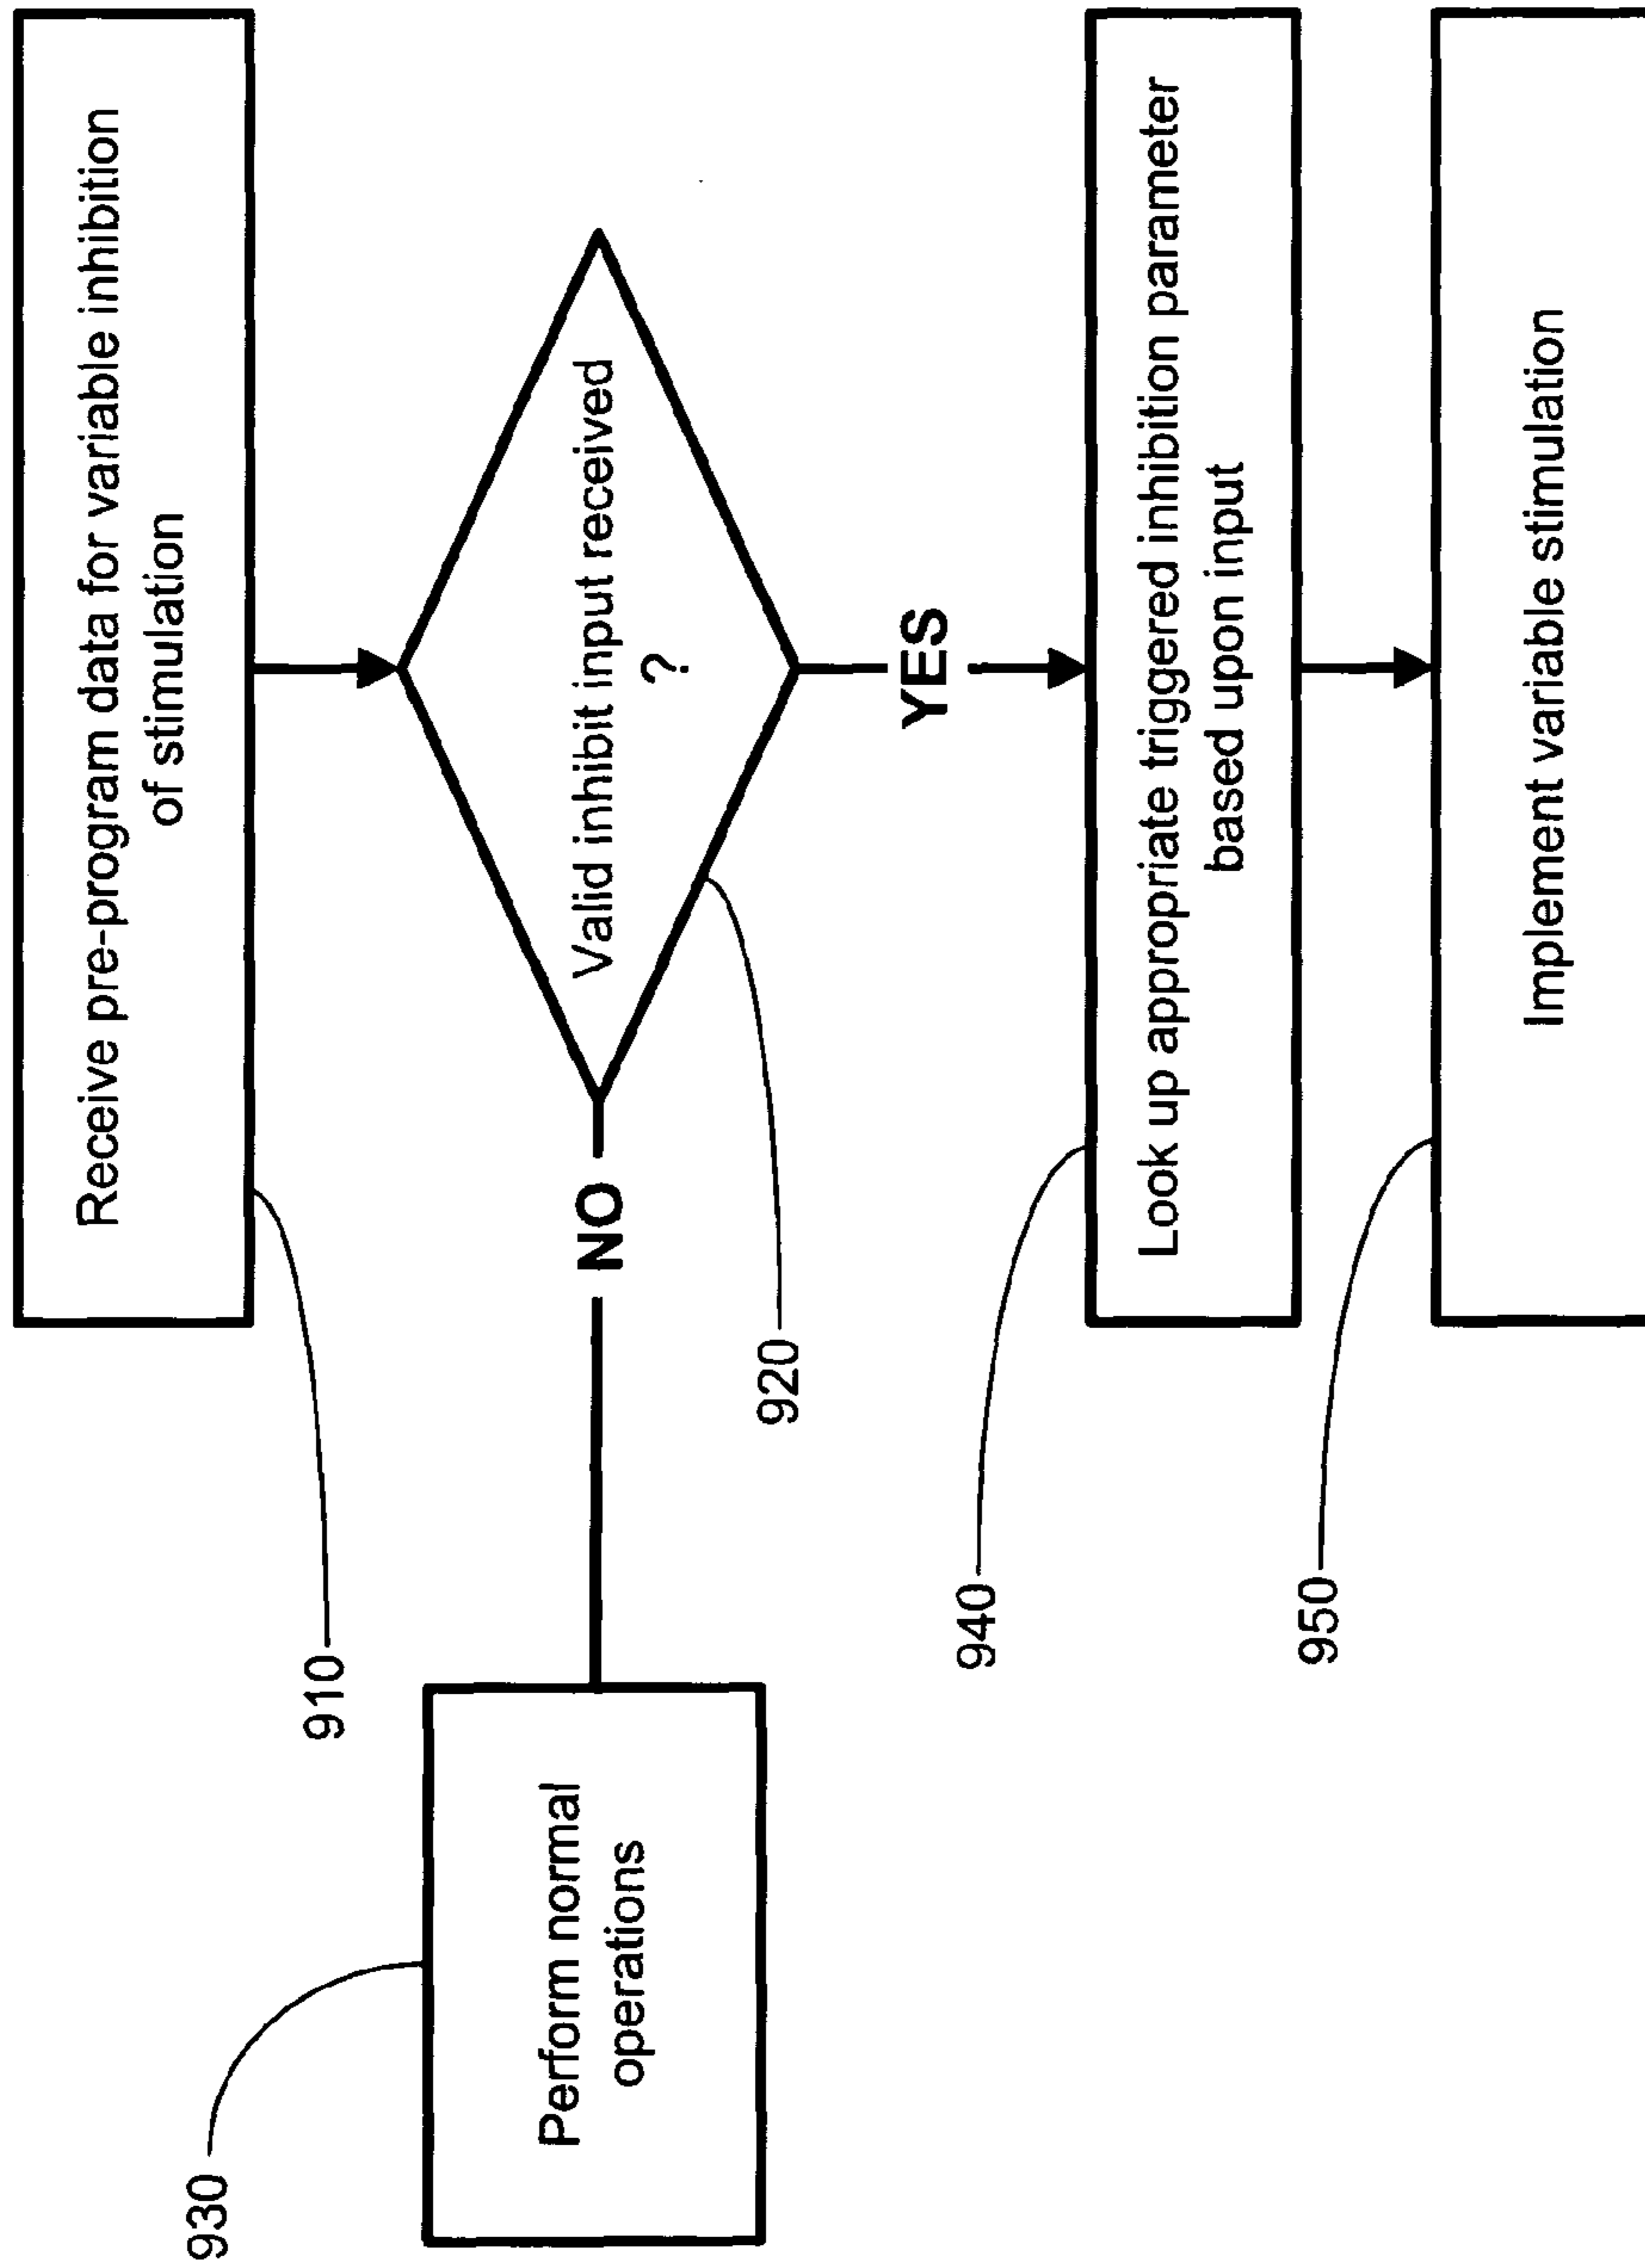 Receive pre-program data for variable inhibition
of stimulation
910
Valid inhibit input received
?
920
NO
Perform normal
operations
930
YES
Look up appropriate triggered inhibition parameter
based upon input
940
Implement variable stimulation
950